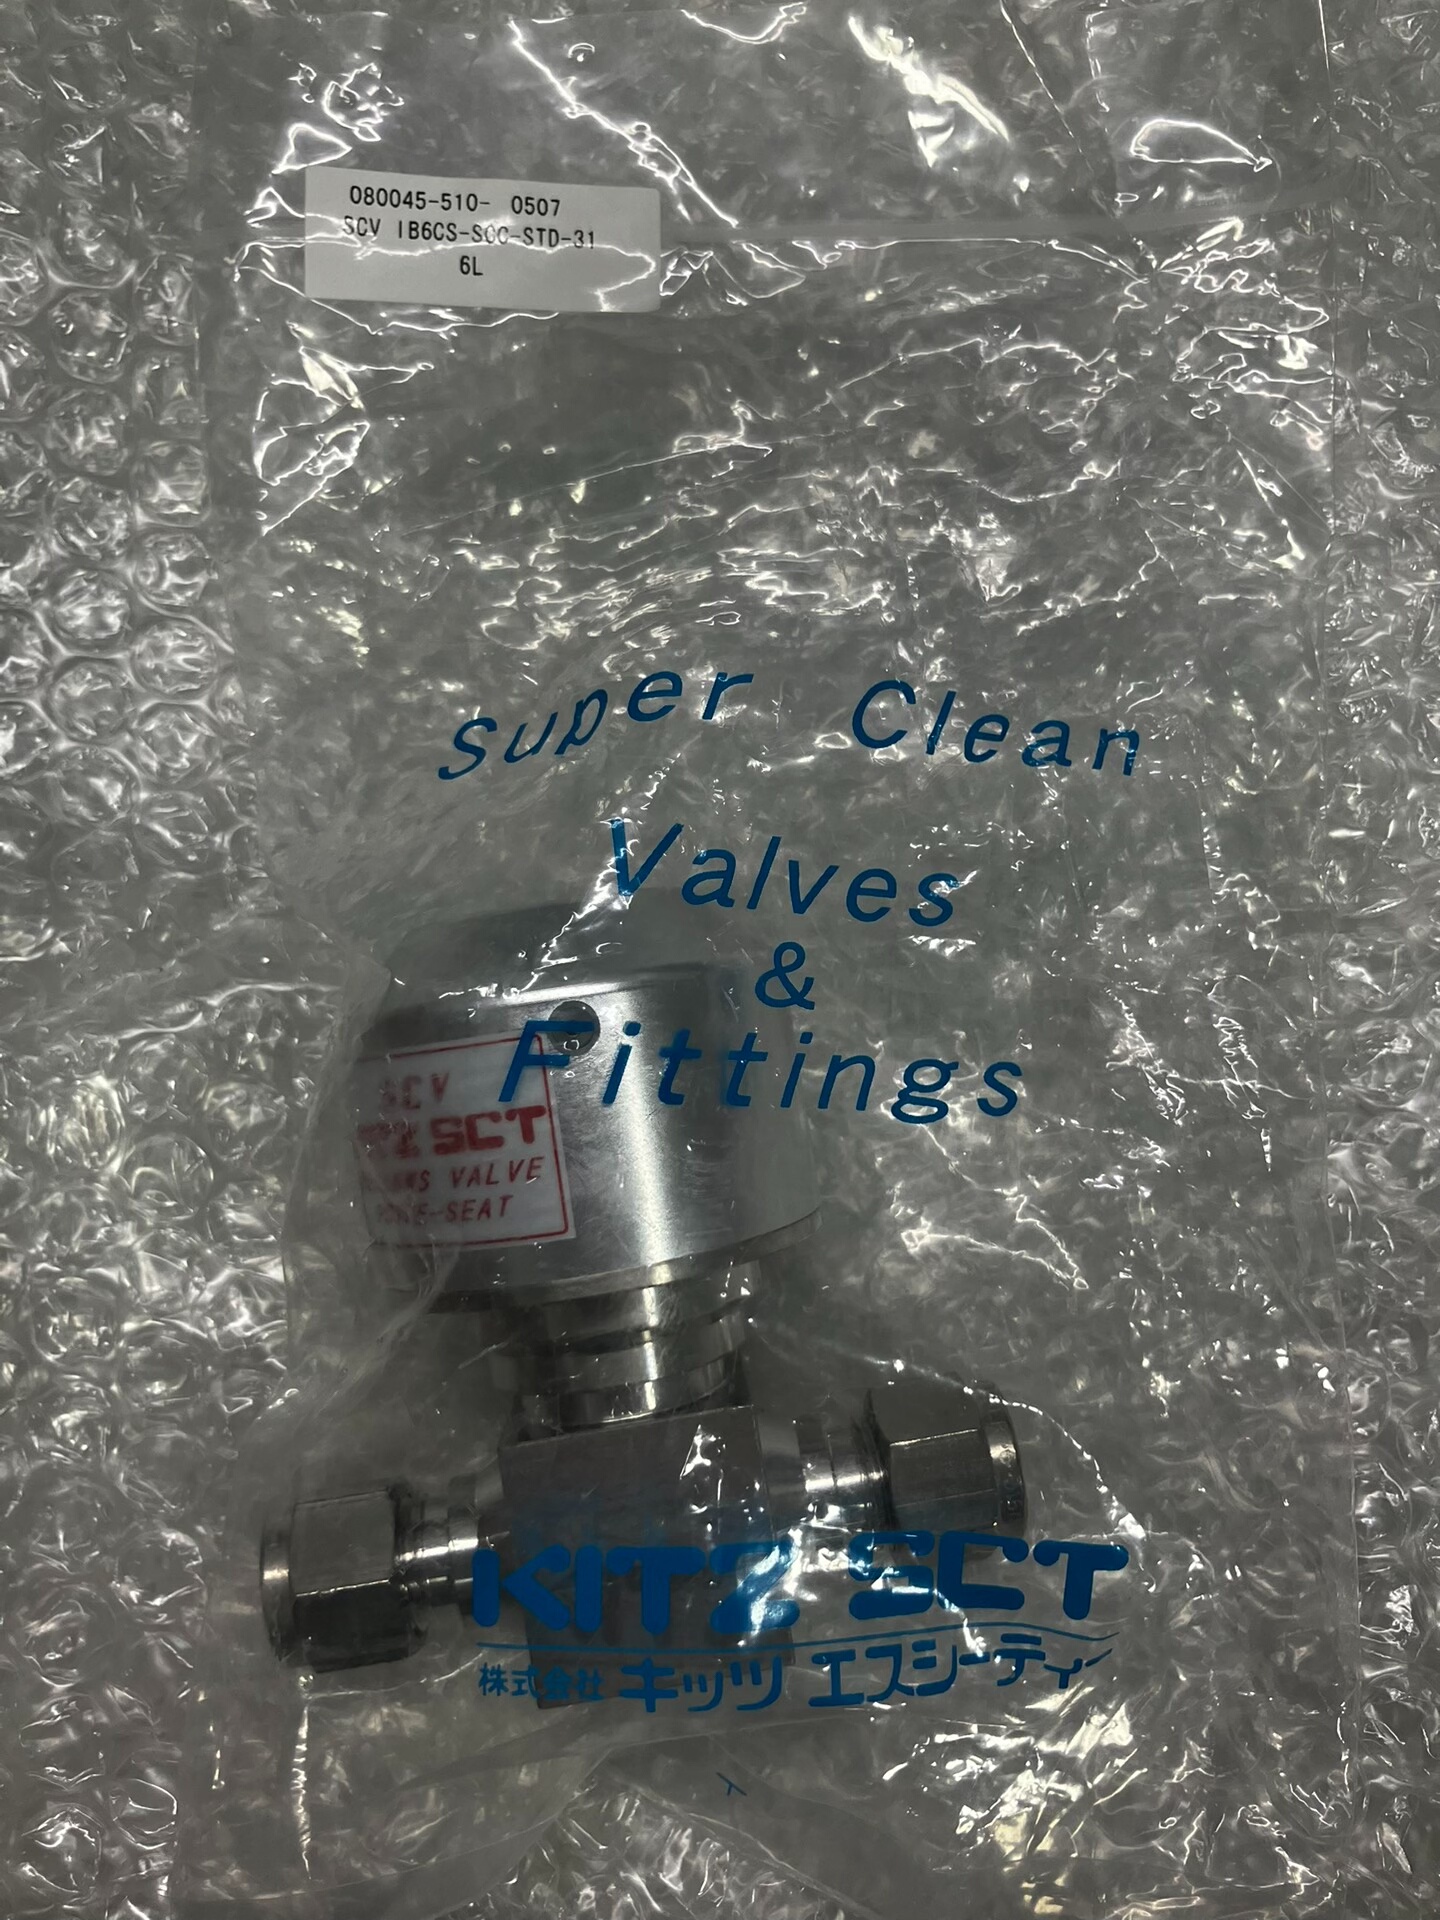 080045-510- 0507
SCV IB6CS-SCC-STD-31
6L
Super Clean
Valves
&
Fittings
SCV
SCT
VALVE
-SEAT
KITZ SCT
株式会社 キッツ エスシーティー